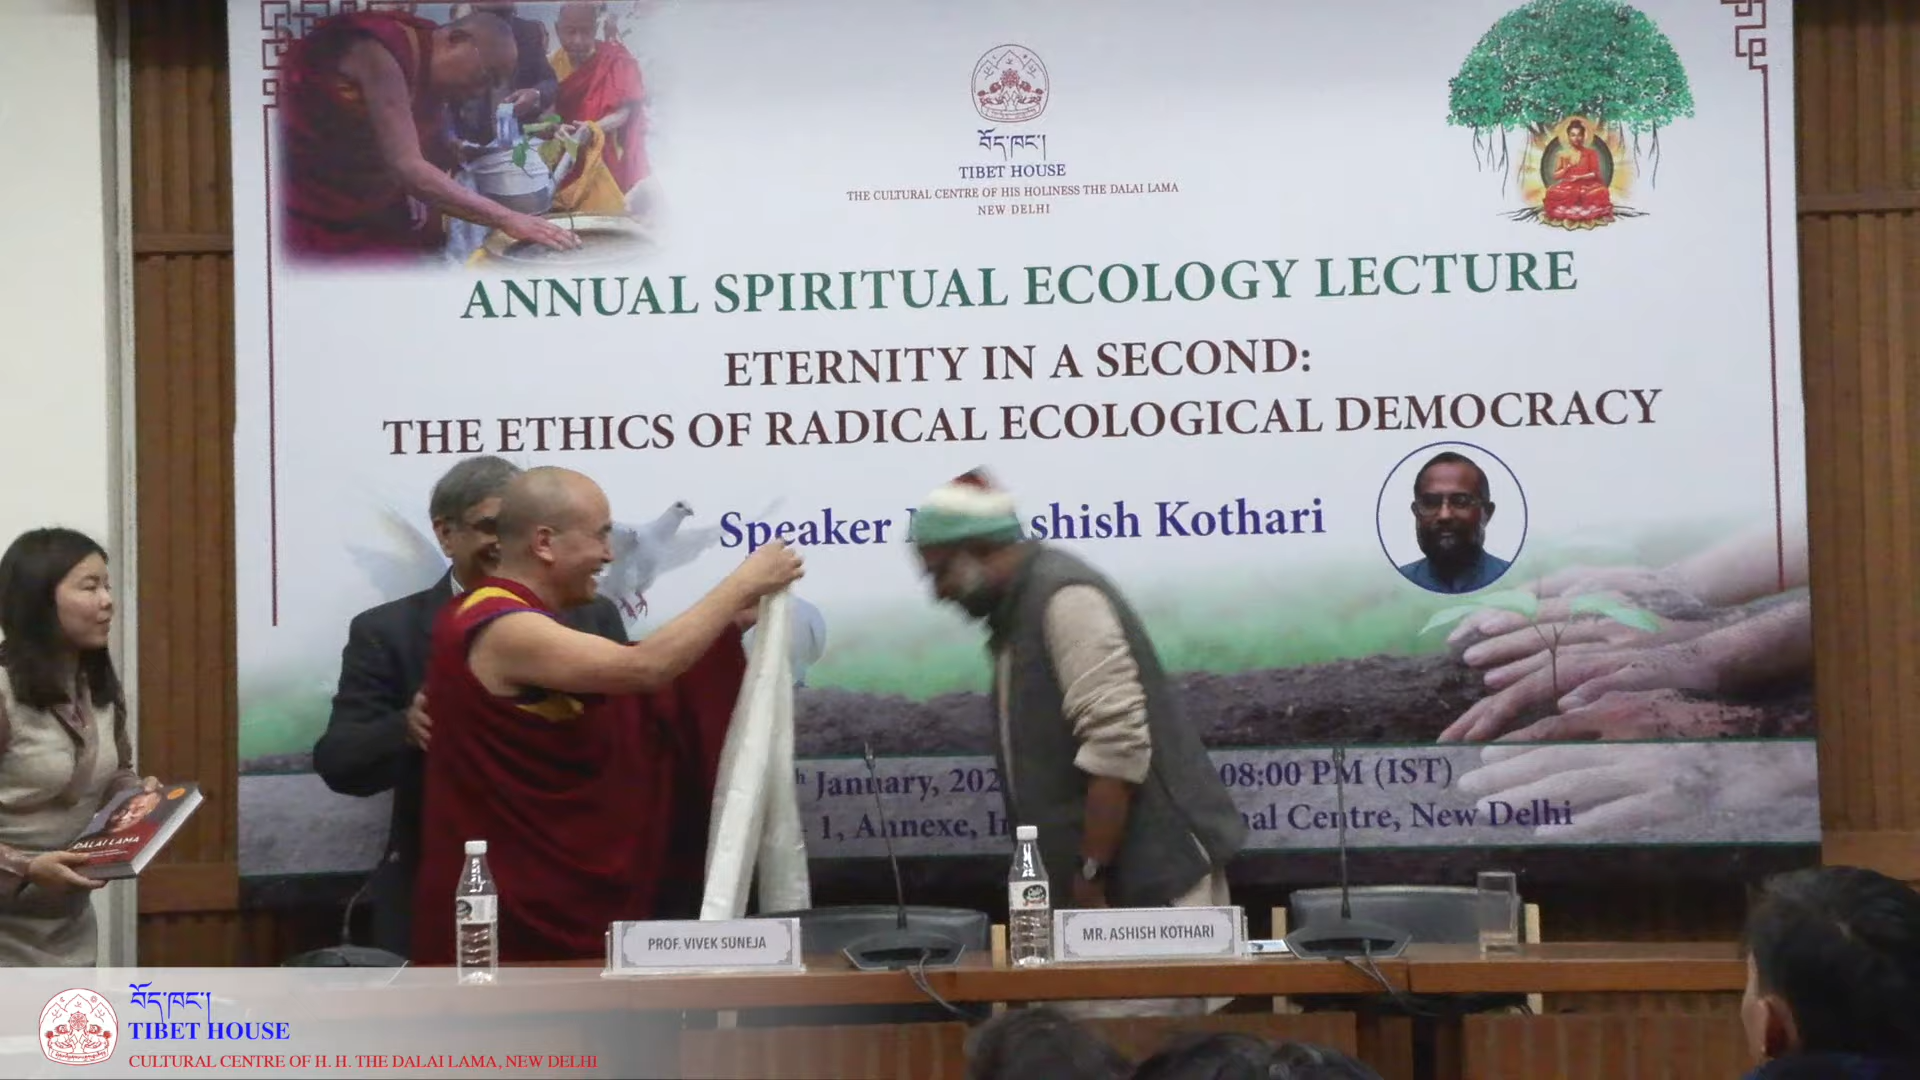 བོད་ཁང་།
TIBET HOUSE
THE CULTURAL CENTRE OF HIS HOLINESS THE DALAI LAMA
NEW DELHI
ANNUAL SPIRITUAL ECOLOGY LECTURE
ETERNITY IN A SECOND:
THE ETHICS OF RADICAL ECOLOGICAL DEMOCRACY
Speaker shish Kothari
January, 202 08:00 PM (IST)
1, Annexe, Centre, New Delhi
DALAI LAMA
PROF. VIVEK SUNEJA
MR. ASHISH KOTHARI
བོད་ཁང་།
TIBET HOUSE
CULTURAL CENTRE OF H. H. THE DALAI LAMA, NEW DELHI